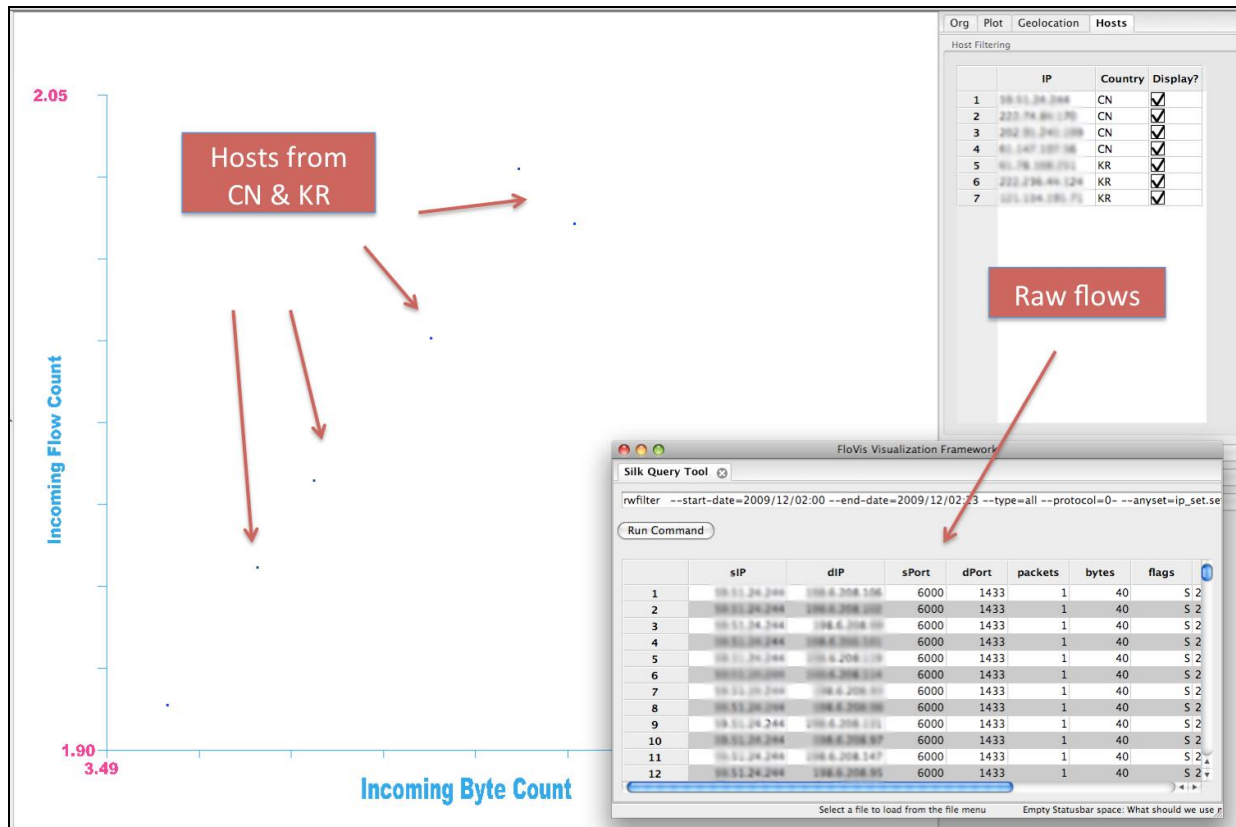 Org Plot Geolocation Hosts
Host Filtering
IP Country Display?
1 CN
2 CN
3 CN
4 CN
5 KR
6 KR
7 KR
2.05
Hosts from
CN & KR
Raw flows
Incoming Flow Count
1.90
3.49
Incoming Byte Count
FloVis Visualization Framework
Silk Query Tool
rwfilter --start-date=2009/12/02:00 --end-date=2009/12/02:23 --type=all --protocol=0- --anyset=ip_set.se
Run Command
sIP dIP sPort dPort packets bytes flags
1 6000 1433 1 40 S 2
2 6000 1433 1 40 S 2
3 6000 1433 1 40 S 2
4 6000 1433 1 40 S 2
5 6000 1433 1 40 S 2
6 6000 1433 1 40 S 2
7 6000 1433 1 40 S 2
8 6000 1433 1 40 S 2
9 6000 1433 1 40 S 2
10 6000 1433 1 40 S 2
11 6000 1433 1 40 S 2
12 6000 1433 1 40 S 2
Select a file to load from the file menu Empty Statusbar space: What should we use